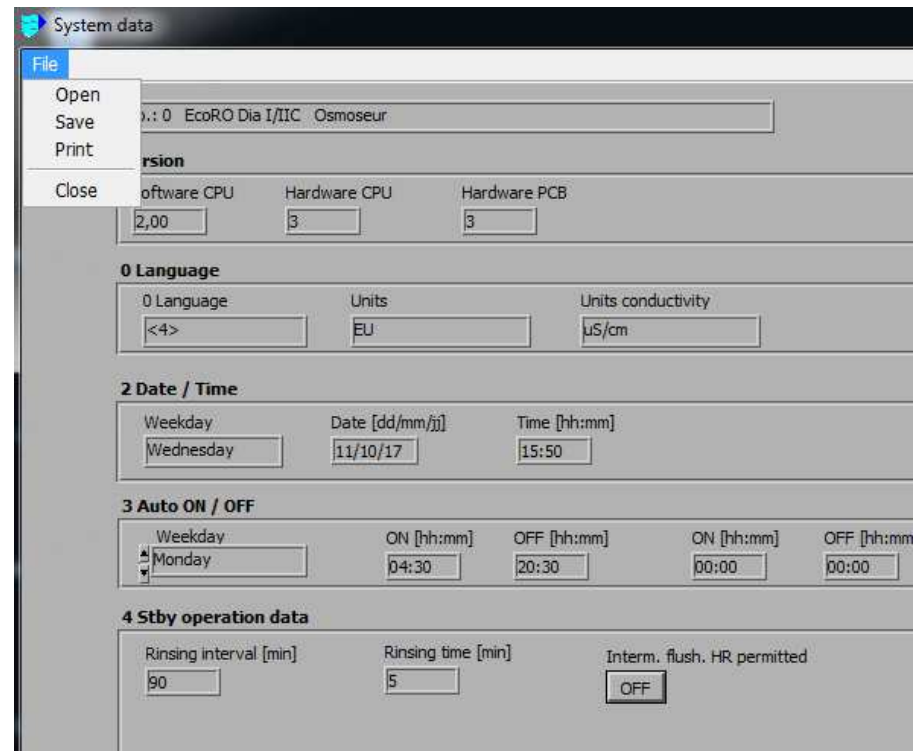 System data
File
Open
Save
Print
Close
.: 0 EcoRO Dia I/IIC Osmoseur
rsion
oftware CPU Hardware CPU Hardware PCB
2,00 3 3
0 Language
0 Language Units Units conductivity
<4> EU uS/cm
2 Date / Time
Weekday Date [dd/mm/jj] Time [hh:mm]
Wednesday 11/10/17 15:50
3 Auto ON / OFF
Weekday ON [hh:mm] OFF [hh:mm] ON [hh:mm] OFF [hh:mm
Monday 04:30 20:30 00:00 00:00
4 Stby operation data
Rinsing interval [min] Rinsing time [min] Interm. flush. HR permitted
90 5 OFF